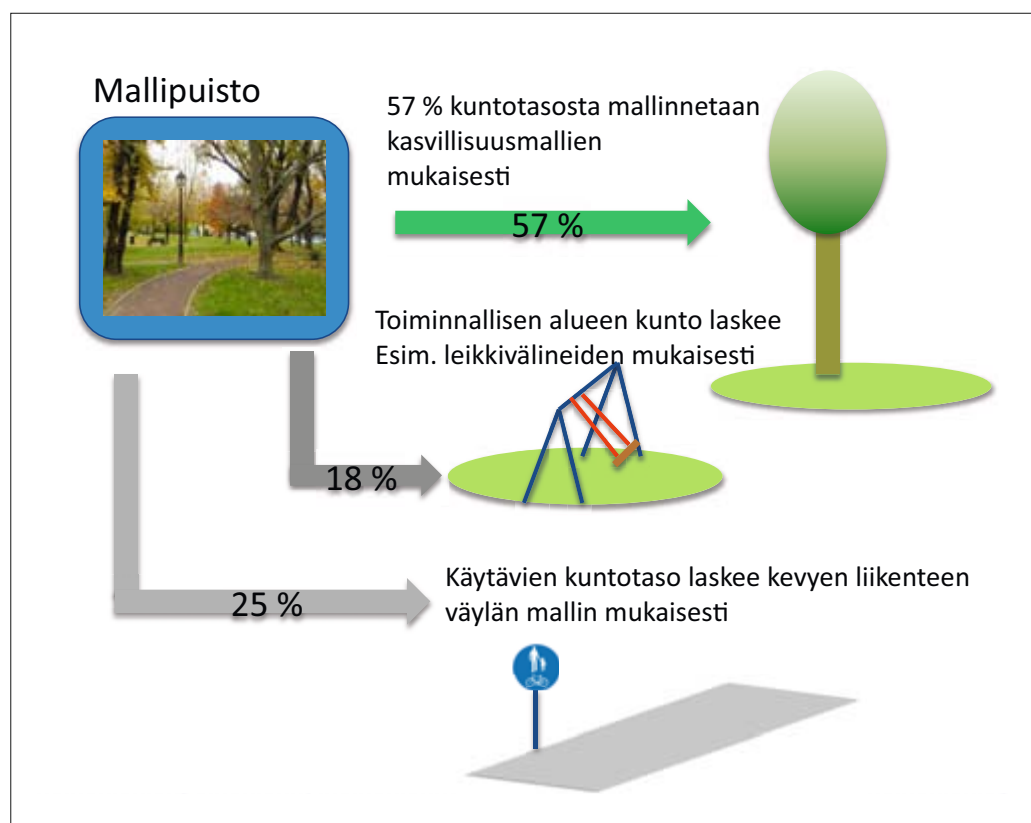 Mallipuisto
57 % kuntotasosta mallinnetaan
kasvillisuusmallien
mukaisesti
57 %
Toiminnallisen alueen kunto laskee
Esim. leikkivälineiden mukaisesti
18 %
Käytävien kuntotaso laskee kevyen liikenteen
väylän mallin mukaisesti
25 %